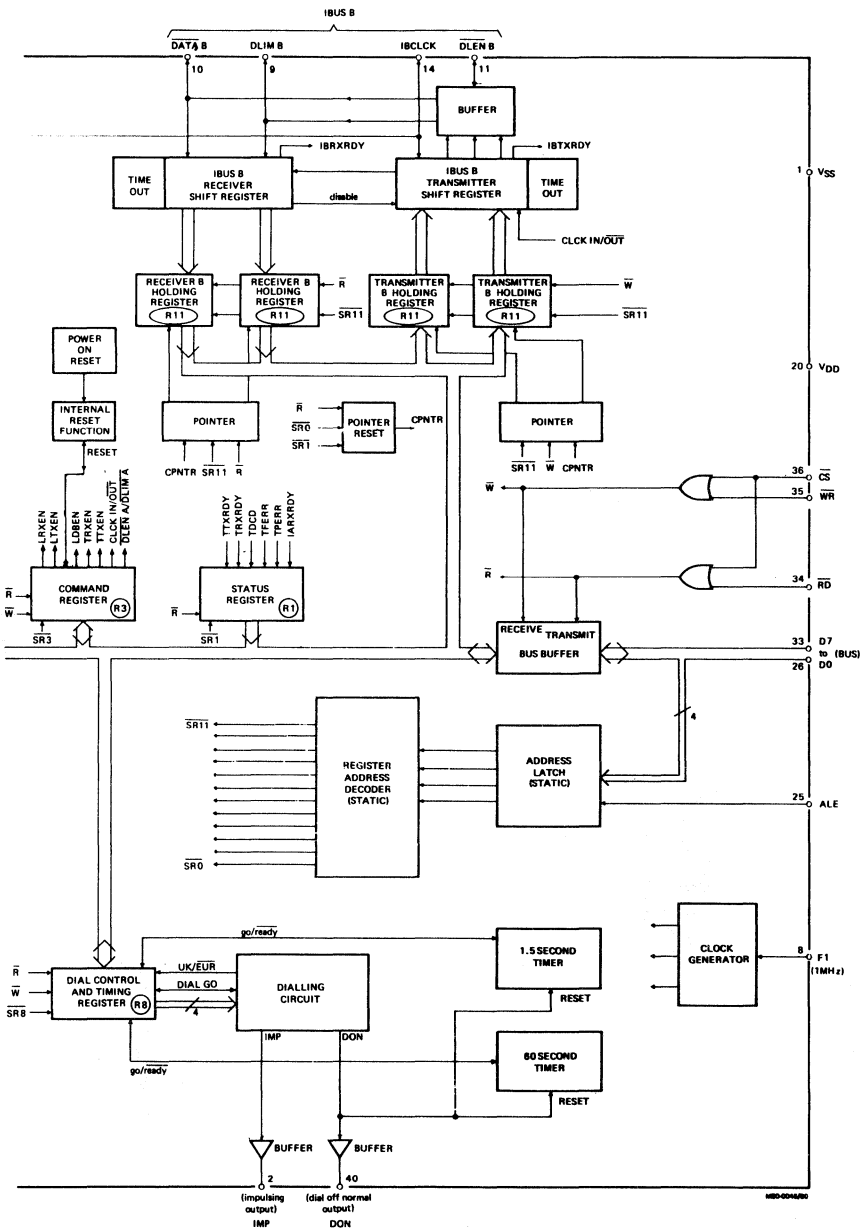 IBUS B
DATA B
DLIM B
IBCLCK
DLEN B
10
9
14
11
BUFFER
IBRXRDY
IBTXRDY
TIME
OUT
IBUS B
RECEIVER
SHIFT REGISTER
IBUS B
TRANSMITTER
SHIFT REGISTER
TIME
OUT
1
VSS
disable
CLCK IN/OUT
RECEIVER B
HOLDING
REGISTER
R11
RECEIVER B
HOLDING
REGISTER
R11
R
SR11
TRANSMITTER
B HOLDING
REGISTER
R11
TRANSMITTER
B HOLDING
REGISTER
R11
W
SR11
POWER
ON
RESET
20
VDD
INTERNAL
RESET
FUNCTION
RESET
POINTER
CPNTR
SR11
R
R
SR0
SR1
POINTER
RESET
CPNTR
POINTER
SR11
W
CPNTR
36
CS
35
WR
W
34
RD
R
LRXEN
LTXEN
LDBEN
TRXEN
TTXEN
CLCK IN/OUT
DLEN A/DLIM A
TTXRDY
TRXRDY
TDCD
TFERR
TPERR
IARXRDY
R
W
SR3
COMMAND
REGISTER
R3
R
SR1
STATUS
REGISTER
R1
RECEIVE
TRANSMIT
BUS BUFFER
33
D7
to (BUS)
26
D0
4
SR11
SR0
REGISTER
ADDRESS
DECODER
(STATIC)
ADDRESS
LATCH
(STATIC)
25
ALE
go/ready
1.5 SECOND
TIMER
RESET
CLOCK
GENERATOR
8
F1
(1MHz)
R
W
SR8
DIAL CONTROL
AND TIMING
REGISTER
R8
UK/EUR
DIAL GO
4
DIALLING
CIRCUIT
IMP
DON
go/ready
60 SECOND
TIMER
RESET
BUFFER
BUFFER
2
40
(impulsing
output)
IMP
(dial off normal
output)
DON